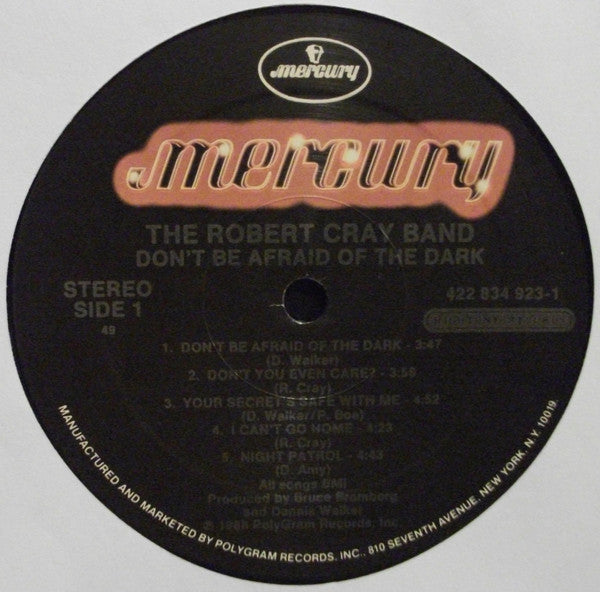 mercury
mercury
THE ROBERT CRAY BAND
DON'T BE AFRAID OF THE DARK
STEREO
SIDE 1
49
422 834 923-1
1. DON'T BE AFRAID OF THE DARK - 3:47
(D. Walker)
2. DON'T YOU EVEN CARE? - 3:59
(R. Cray)
3. YOUR SECRET'S SAFE WITH ME - 4:52
(D. Walker/P. Boe)
4. I CAN'T GO HOME - 4:23
(R. Cray)
5. NIGHT PATROL - 4:43
(D. Amy)
All songs BMI
Produced by Bruce Bromberg
and Dennis Walker
℗ 1988 PolyGram Records, Inc.
MANUFACTURED AND MARKETED BY POLYGRAM RECORDS, INC., 810 SEVENTH AVENUE, NEW YORK, N.Y. 10019.